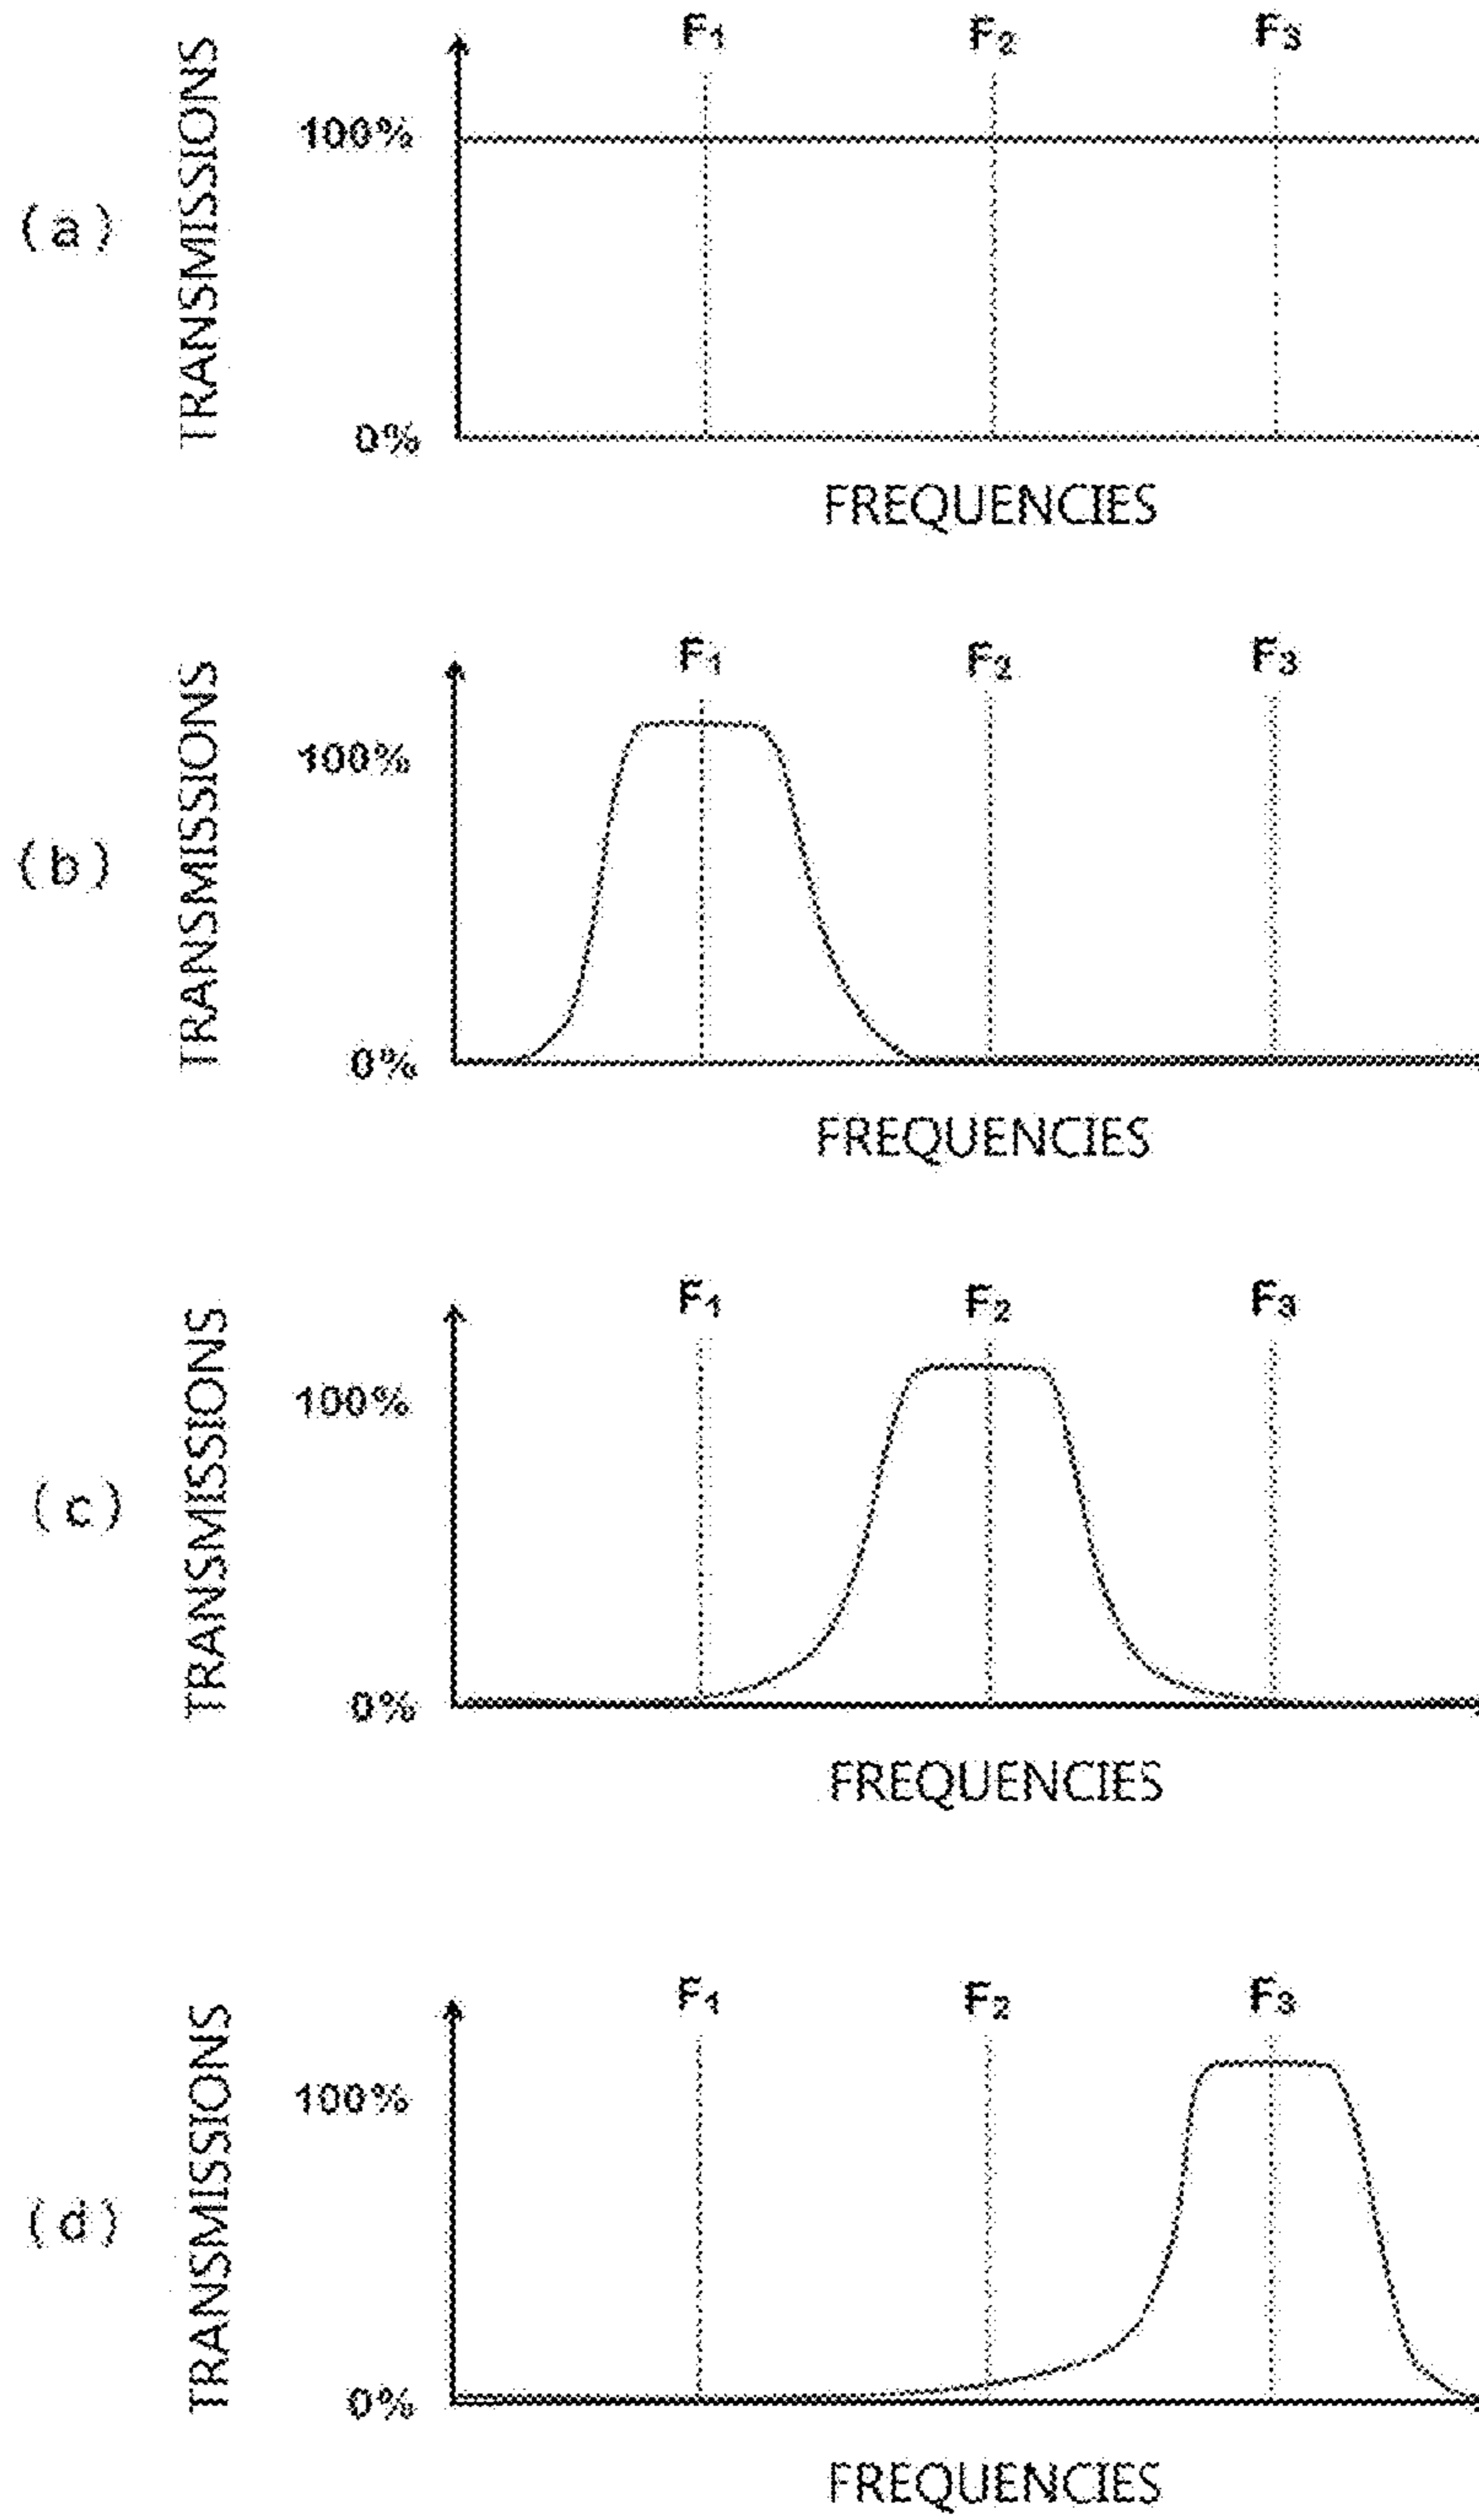 F1 F2 F3
100%
(a) TRANSMISSIONS
0%
FREQUENCIES
F1 F2 F3
100%
(b) TRANSMISSIONS
0%
FREQUENCIES
F1 F2 F3
100%
(c) TRANSMISSIONS
0%
FREQUENCIES
F1 F2 F3
100%
(d) TRANSMISSIONS
0%
FREQUENCIES